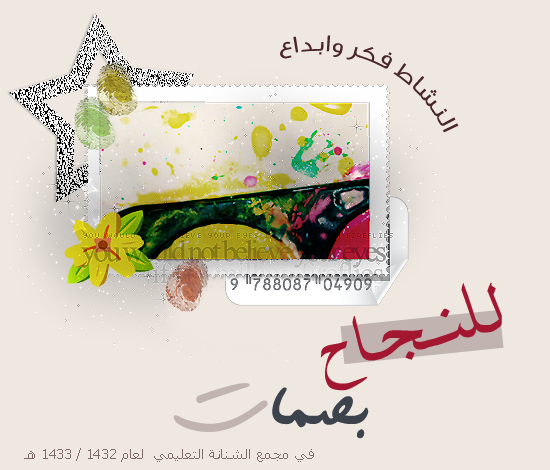 النشاط فكر وابداع
you would not believe your eyes
9 "788087 "04909
للنجاح
بصمات
في مجمع الشنانة التعليمي لعام 1432 / 1433 هـ